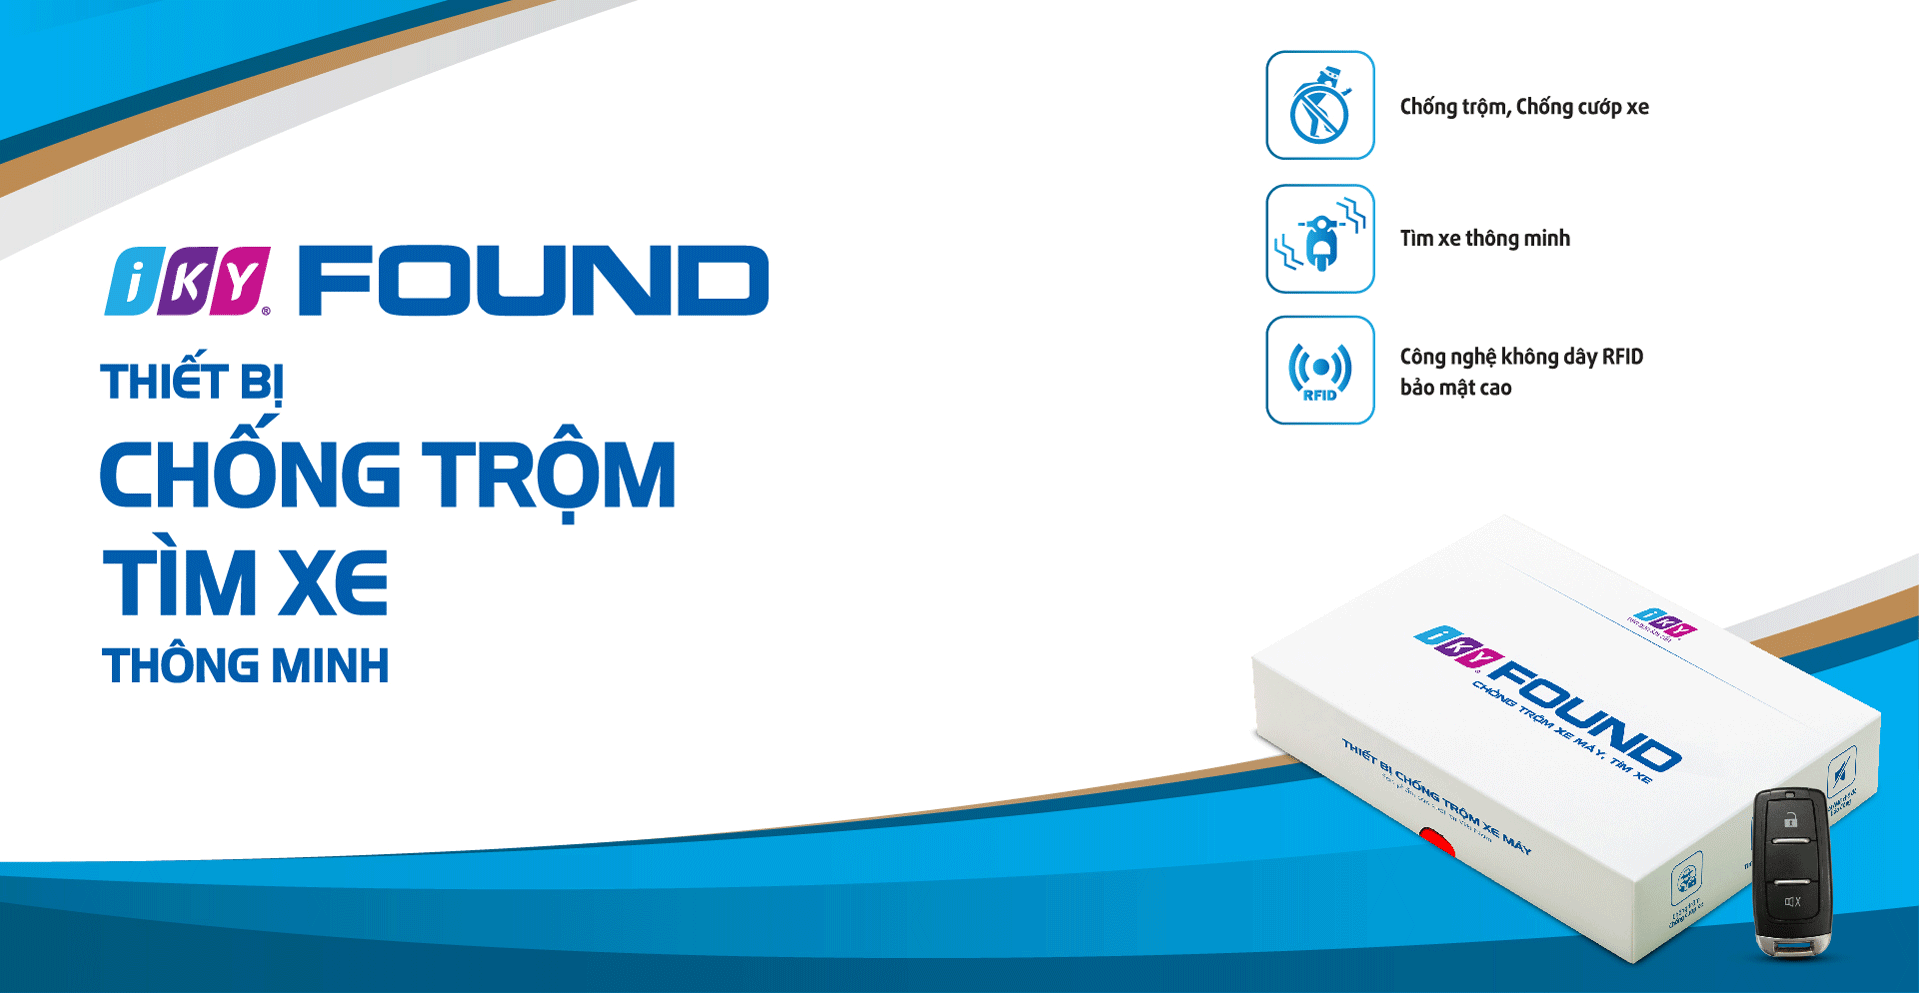 iKY® FOUND
THIẾT BỊ
CHỐNG TRỘM
TÌM XE
THÔNG MINH
Chống trộm, Chống cướp xe
Tìm xe thông minh
RFID
Công nghệ không dây RFID
bảo mật cao
iKY
iKY® FOUND
CHỐNG TRỘM XE MÁY, TÌM XE
THIẾT BỊ CHỐNG TRỘM XE MÁY